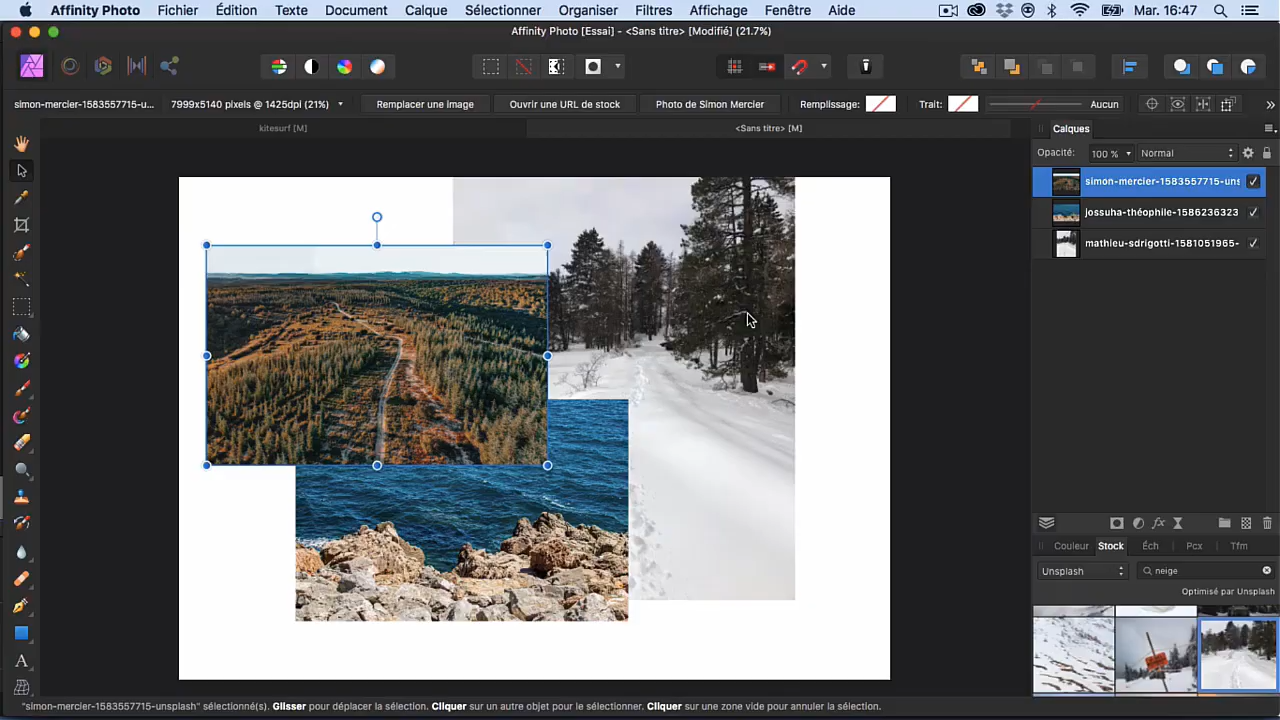 Affinity Photo Fichier Édition Texte Document Calque Sélectionner Organiser Filtres Affichage Fenêtre Aide Mar. 16:47
Affinity Photo [Essai] - <Sans titre> [Modifié] (21.7%)
simon-mercier-1583557715-u... 7999x5140 pixels @ 1425dpi (21%) Remplacer une image Ouvrir une URL de stock Photo de Simon Mercier Remplissage: Trait: Aucun
kitesurf [M] <Sans titre> [M]
Calques
Opacité: 100 % Normal
simon-mercier-1583557715-uns
jossuha-théophile-1586236323
mathieu-sdrigotti-1581051965-
Couleur Stock Éch Pcx Tfm
Unsplash neige
Optimisé par Unsplash
"simon-mercier-1583557715-unsplash" sélectionné(s). Glisser pour déplacer la sélection. Cliquer sur un autre objet pour le sélectionner. Cliquer sur une zone vide pour annuler la sélection.